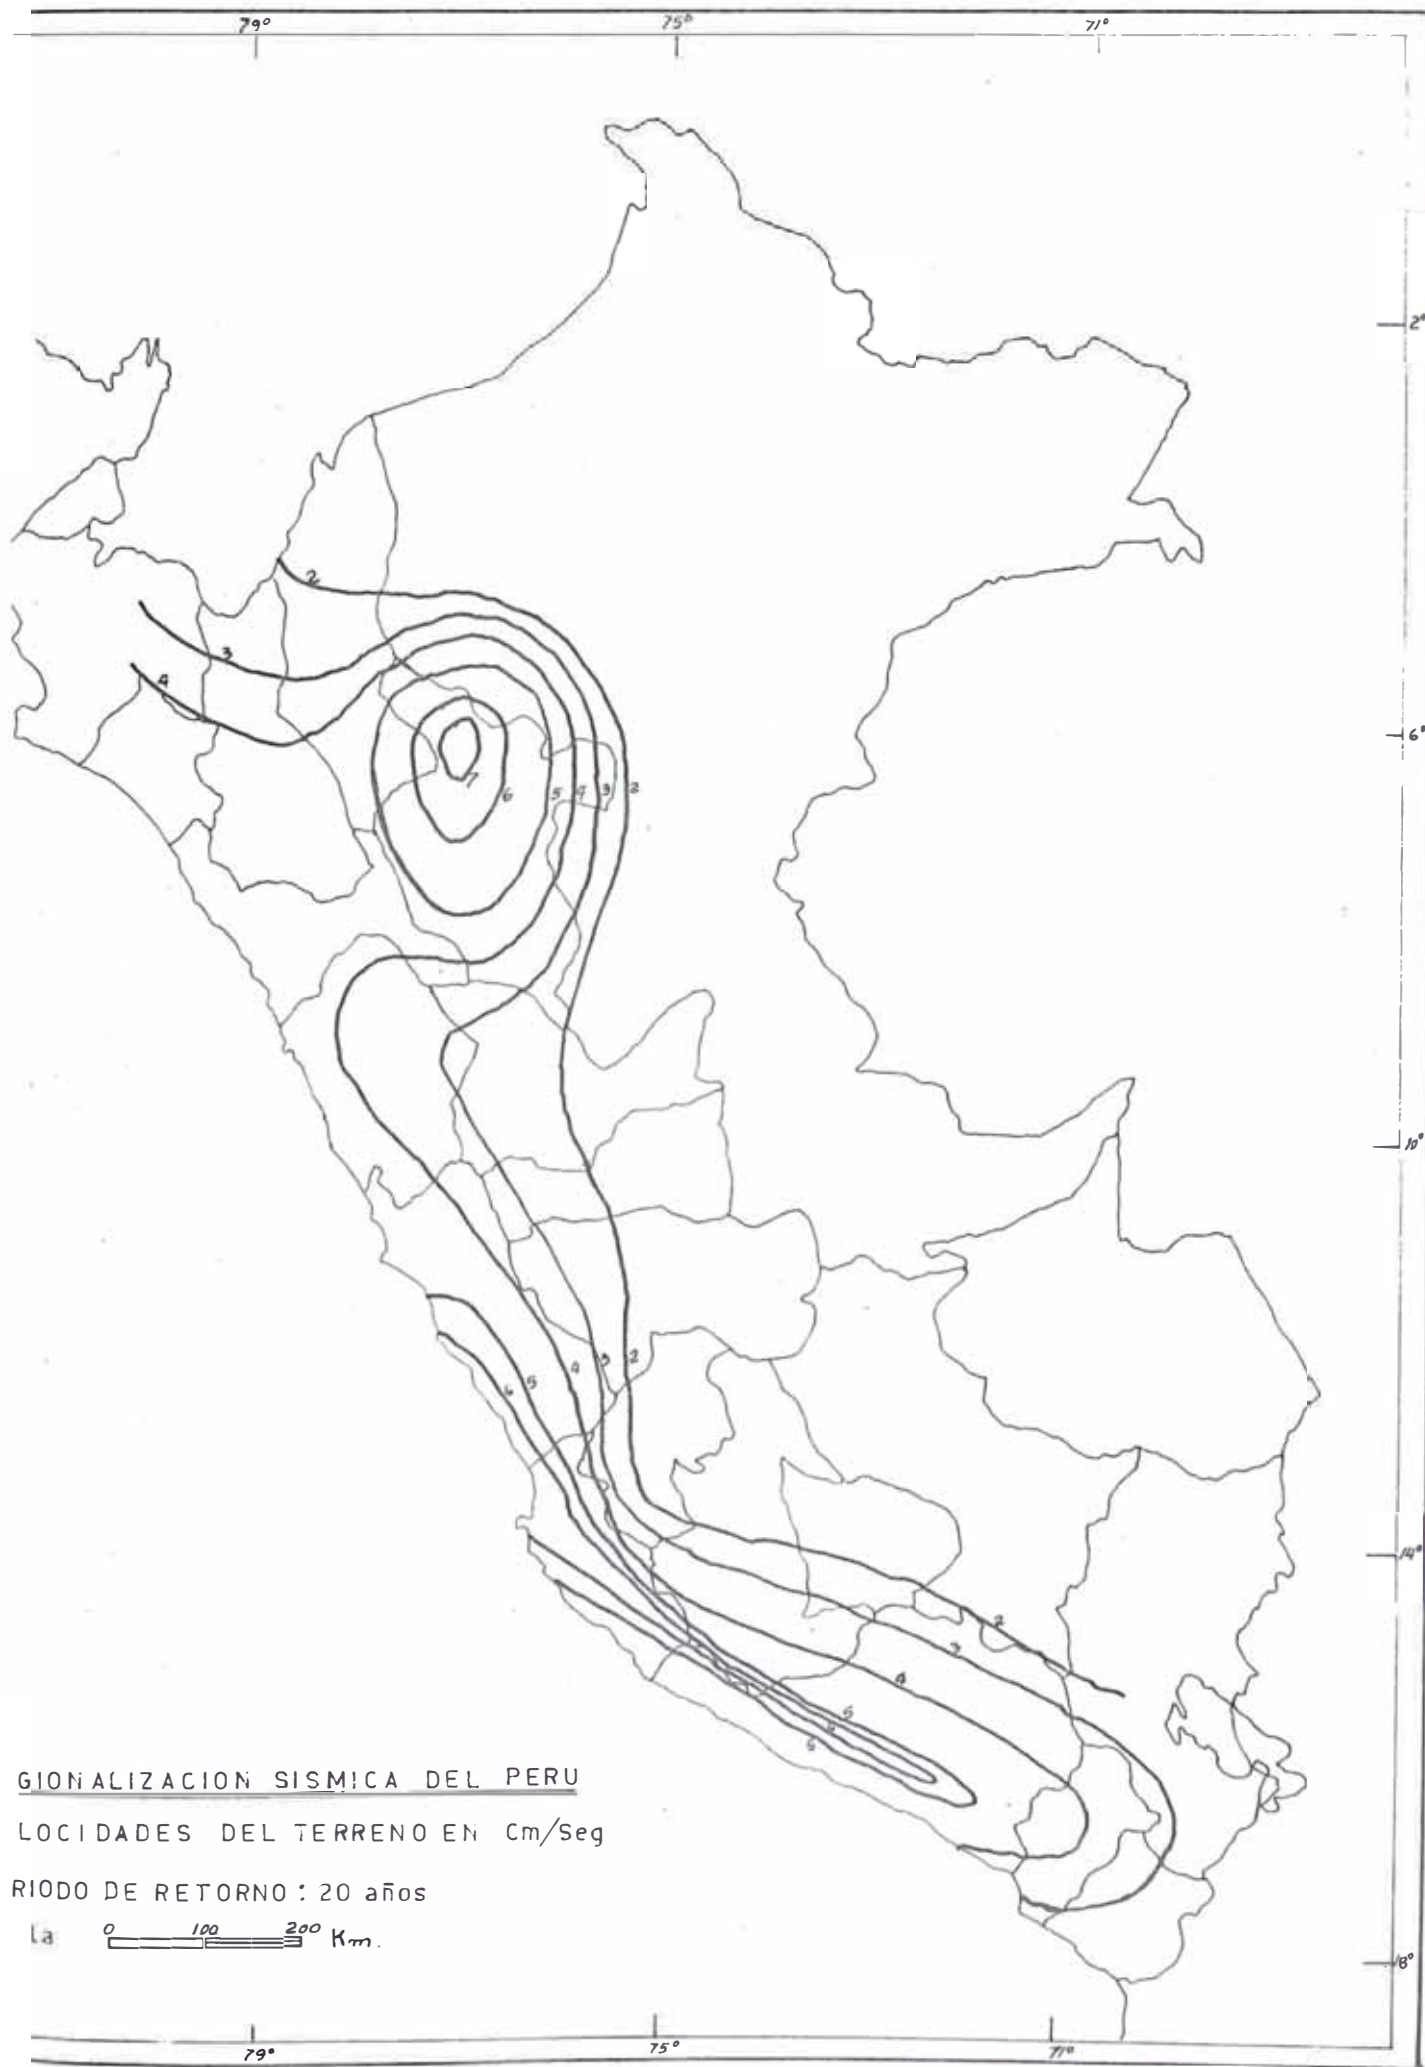 79° 75° 71°
2°
2
3
4
6°
7 6 5 4 3 2
10°
6 5 4 3 2
14°
2
3
4
5
6
5
GIONALIZACION SISMICA DEL PERU
LOCIDADES DEL TERRENO EN Cm/Seg
RIODO DE RETORNO : 20 años
la 0 100 200 Km.
8°
79° 75° 71°